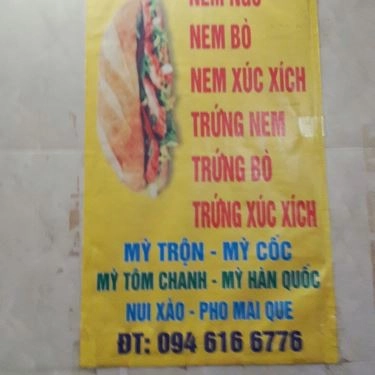 NEM BÒ
NEM XÚC XÍCH
TRỨNG NEM
TRỨNG BÒ
TRỨNG XÚC XÍCH
MỲ TRỘN - MỲ CỐC
MỲ TÔM CHANH - MỲ HÀN QUỐC
NUI XÀO - PHO MAI QUE
ĐT: 094 616 6776